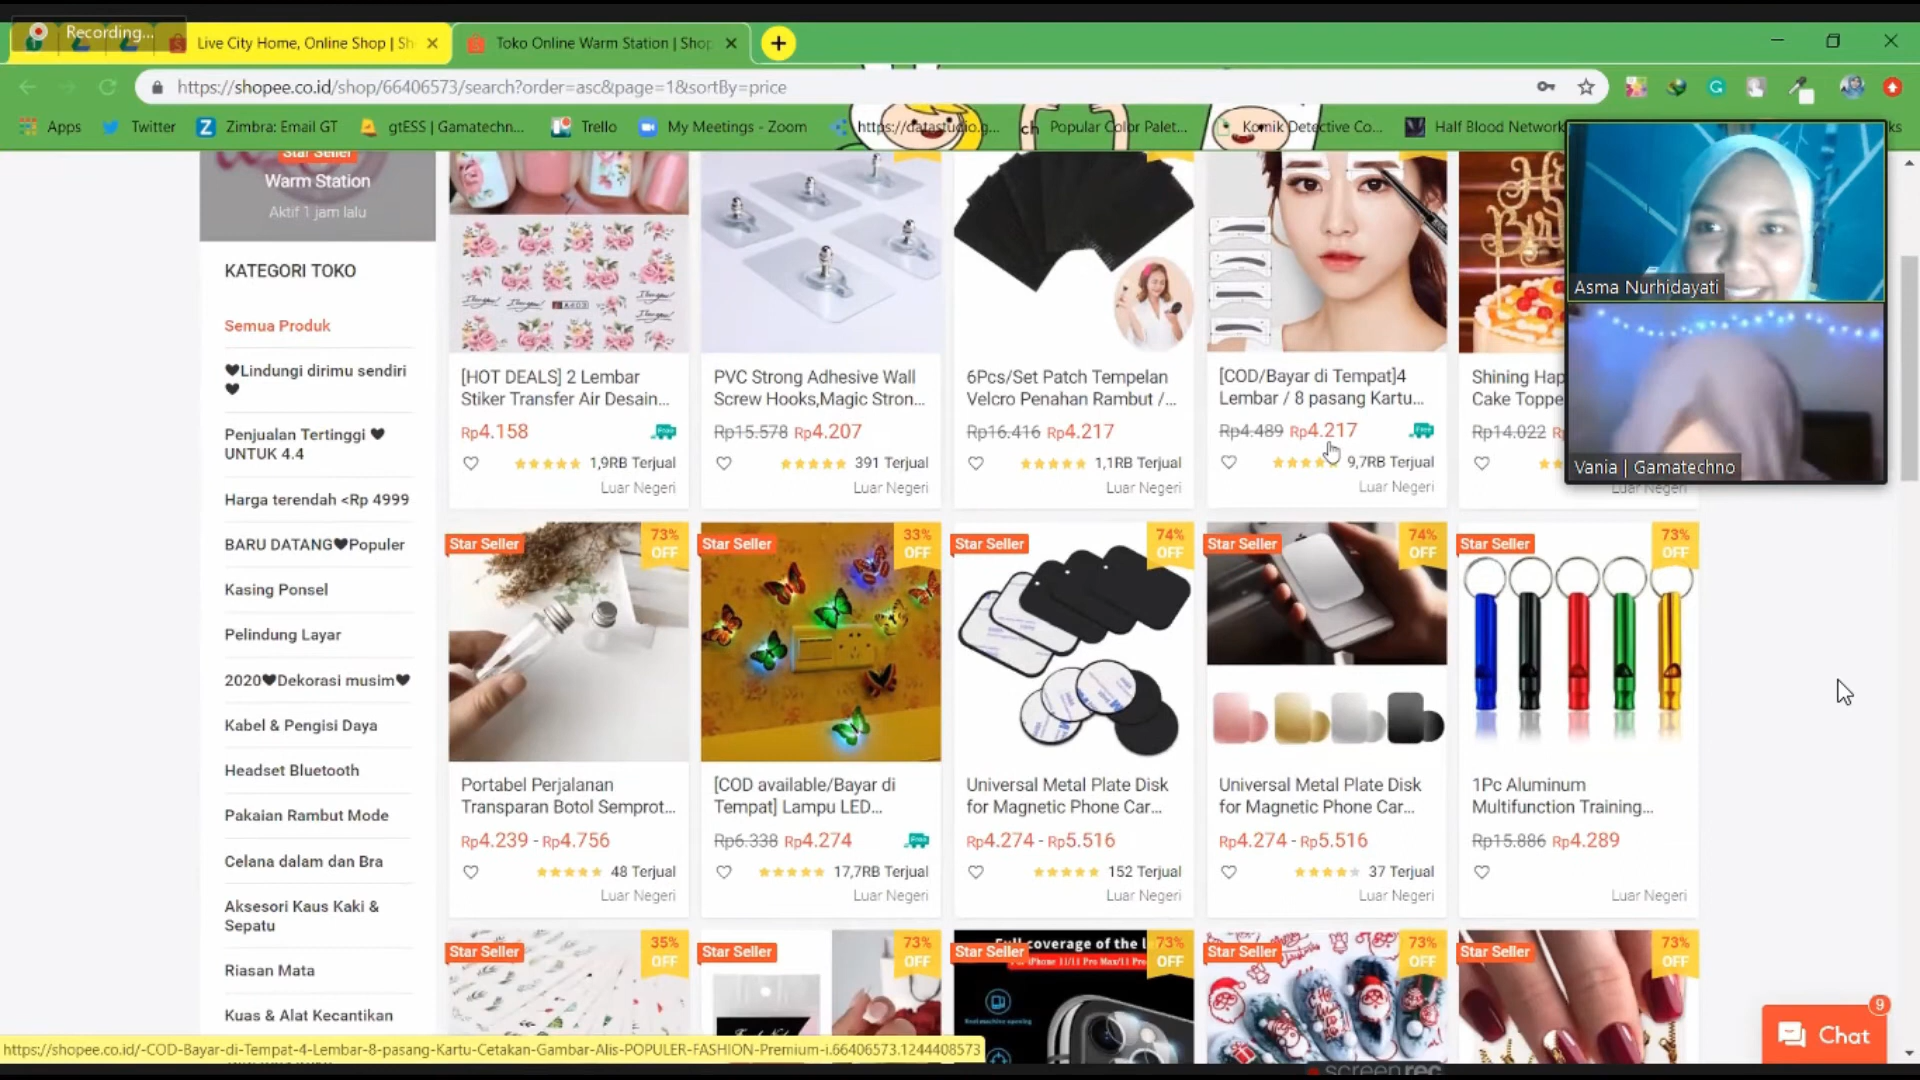 Recording...
Live City Home, Online Shop | Sh
Toko Online Warm Station | Shop
https://shopee.co.id/shop/66406573/search?order=asc&page=1&sortBy=price
Apps
Twitter
Zimbra: Email GT
gtESS | Gamatechn...
Trello
My Meetings - Zoom
https://datastudio.g...
Popular Color Palet...
Komik Detective Co...
Half Blood Network
Star Seller
Warm Station
Aktif 1 jam lalu
KATEGORI TOKO
Semua Produk
🖤Lindungi dirimu sendiri
🖤
Penjualan Tertinggi 🖤
UNTUK 4.4
Harga terendah <Rp 4999
BARU DATANG🖤Populer
Kasing Ponsel
Pelindung Layar
2020🖤Dekorasi musim🖤
Kabel & Pengisi Daya
Headset Bluetooth
Pakaian Rambut Mode
Celana dalam dan Bra
Aksesori Kaus Kaki &
Sepatu
Riasan Mata
Kuas & Alat Kecantikan
[HOT DEALS] 2 Lembar
Stiker Transfer Air Desain...
Rp4.158
1,9RB Terjual
Luar Negeri
PVC Strong Adhesive Wall
Screw Hooks,Magic Stron...
Rp15.578 Rp4.207
391 Terjual
Luar Negeri
6Pcs/Set Patch Tempelan
Velcro Penahan Rambut /...
Rp16.416 Rp4.217
1,1RB Terjual
Luar Negeri
[COD/Bayar di Tempat]4
Lembar / 8 pasang Kartu...
Rp4.489 Rp4.217
9,7RB Terjual
Luar Negeri
Shining Hap
Cake Toppe
Rp14.022
Luar Negeri
Asma Nurhidayati
Vania | Gamatechno
Star Seller
73%
OFF
Portabel Perjalanan
Transparan Botol Semprot...
Rp4.239 - Rp4.756
48 Terjual
Luar Negeri
Star Seller
33%
OFF
[COD available/Bayar di
Tempat] Lampu LED...
Rp6.338 Rp4.274
17,7RB Terjual
Luar Negeri
Star Seller
74%
OFF
Universal Metal Plate Disk
for Magnetic Phone Car...
Rp4.274 - Rp5.516
152 Terjual
Luar Negeri
Star Seller
74%
OFF
Universal Metal Plate Disk
for Magnetic Phone Car...
Rp4.274 - Rp5.516
37 Terjual
Luar Negeri
Star Seller
73%
OFF
1Pc Aluminum
Multifunction Training...
Rp15.886 Rp4.289
Luar Negeri
Star Seller
35%
OFF
Star Seller
73%
OFF
Star Seller
coverage of the l
73%
OFF
Star Seller
73%
OFF
Star Seller
73%
OFF
9
Chat
https://shopee.co.id/-COD-Bayar-di-Tempat-4-Lembar-8-pasang-Kartu-Cetakan-Gambar-Alis-POPULER-FASHION-Premium-i.66406573.1244408573
screenrec